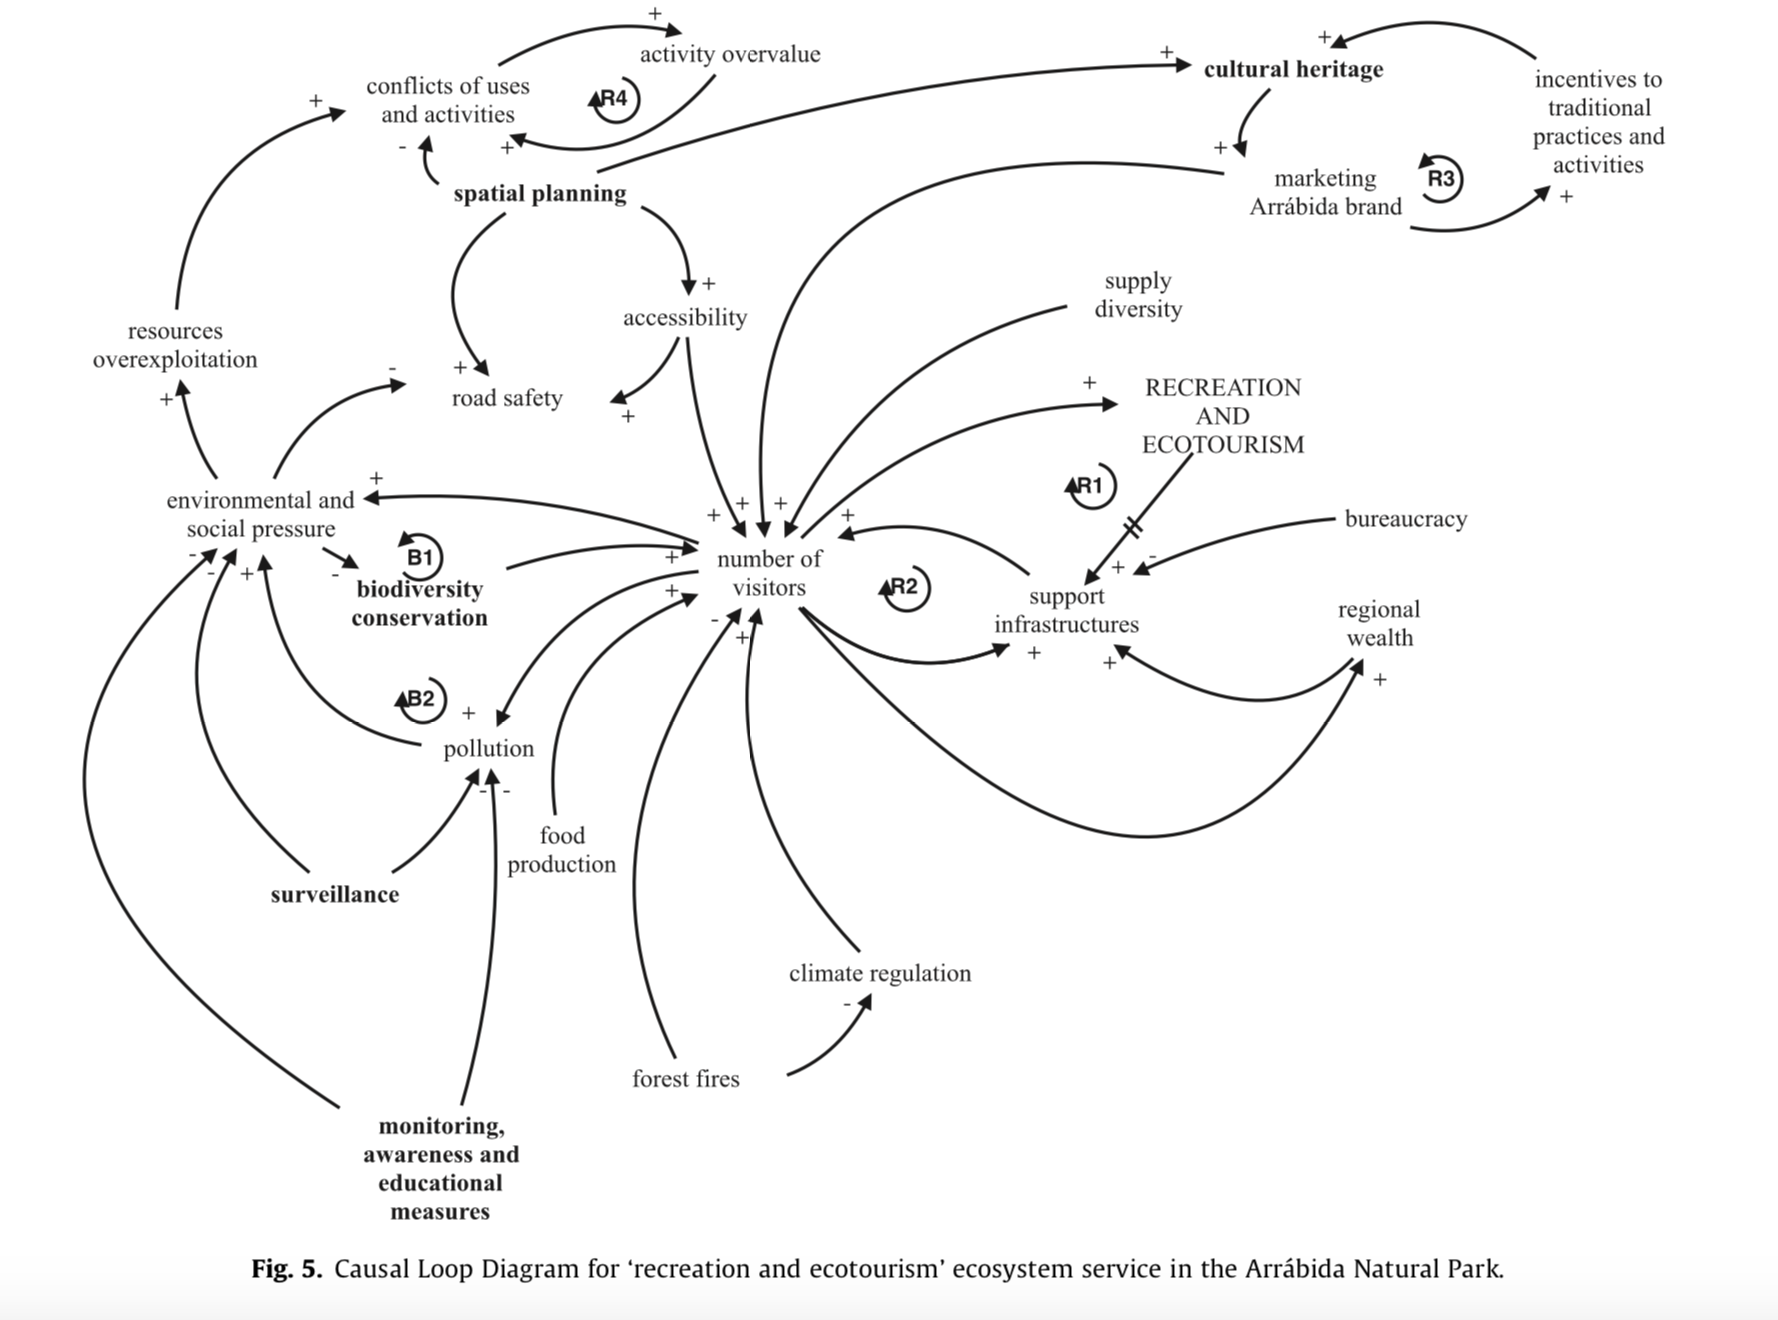 +
activity overvalue
conflicts of uses
and activities
+
R4
-
+
spatial planning
+
cultural heritage
+
incentives to
traditional
practices and
activities
+
marketing
Arrábida brand
R3
+
resources
overexploitation
+
+
accessibility
supply
diversity
-
+
road safety
+
+
RECREATION
AND
ECOTOURISM
R1
environmental and
social pressure
+
+
+
+
+
bureaucracy
-
-
+
-
B1
biodiversity
conservation
+
number of
visitors
+
-
+
R2
+
-
support
infrastructures
+
+
regional
wealth
+
B2
+
pollution
-
-
food
production
surveillance
climate regulation
-
forest fires
monitoring,
awareness and
educational
measures
Fig. 5. Causal Loop Diagram for ‘recreation and ecotourism’ ecosystem service in the Arrábida Natural Park.